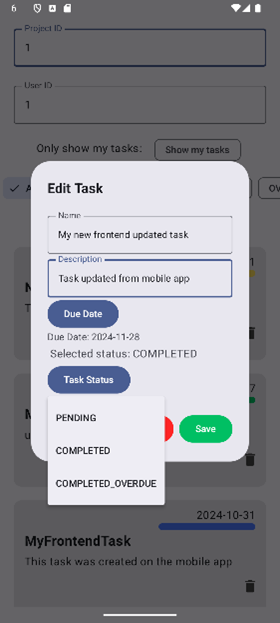 6
Project ID
1
User ID
1
Only show my tasks: Show my tasks
Edit Task
Name
My new frontend updated task
Description
Task updated from mobile app
Due Date
Due Date: 2024-11-28
Selected status: COMPLETED
Task Status
PENDING
COMPLETED
COMPLETED_OVERDUE
Save
2024-10-31
MyFrontendTask
This task was created on the mobile app